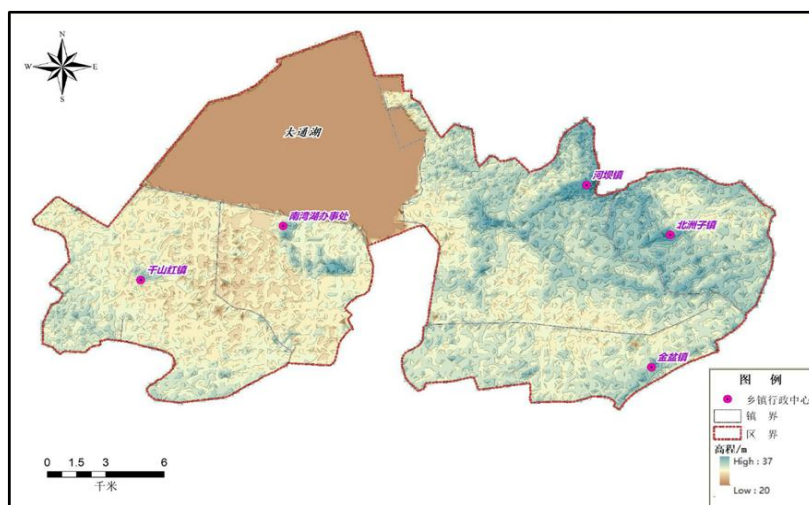 N
W
E
S
大通湖
河坝镇
南湾湖办事处
北洲子镇
千山红镇
金盆镇
图 例
乡镇行政中心
镇 界
区 界
高程/m
High : 37
Low : 20
0 1.5 3 6
千米